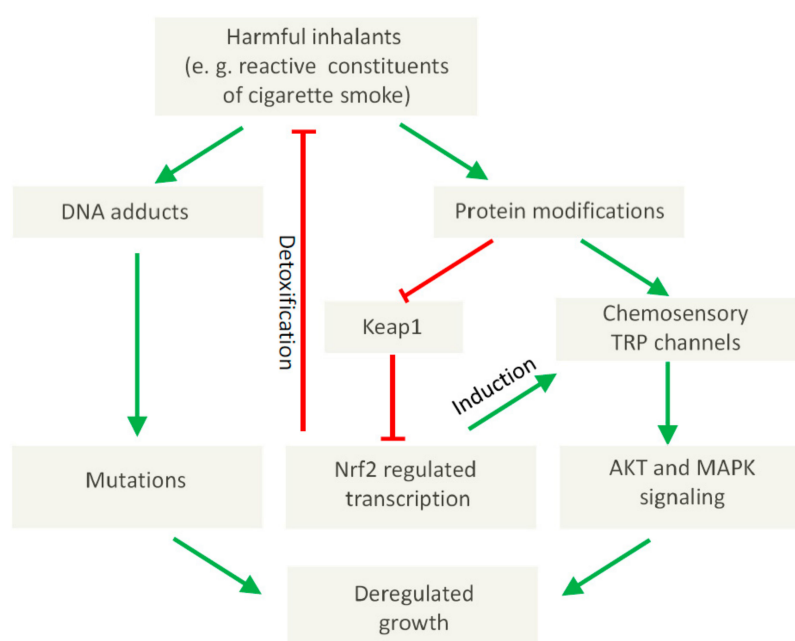 Harmful inhalants
(e. g. reactive constituents
of cigarette smoke)
DNA adducts
Protein modifications
Detoxification
Keap1
Chemosensory
TRP channels
Induction
Mutations
Nrf2 regulated
transcription
AKT and MAPK
signaling
Deregulated
growth